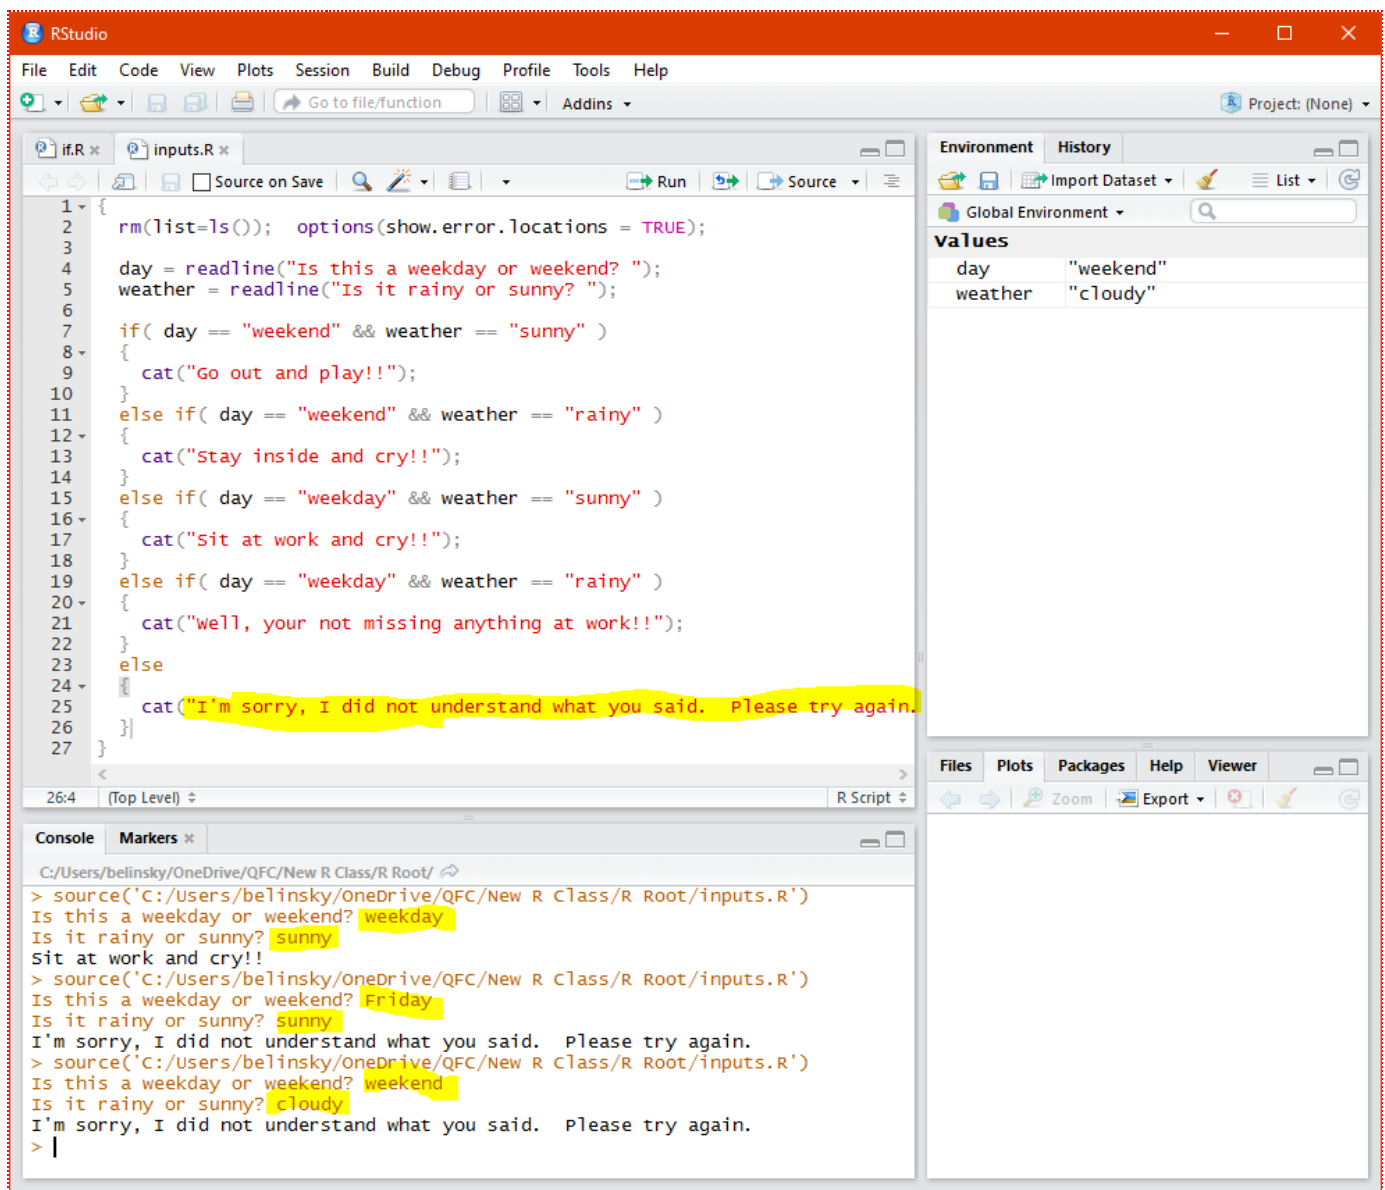 RStudio
File Edit Code View Plots Session Build Debug Profile Tools Help
Go to file/function Addins Project: (None)
if.R inputs.R
Source on Save Run Source
1 {
2 rm(list=ls());  options(show.error.locations = TRUE);
3
4 day = readline("Is this a weekday or weekend? ");
5 weather = readline("Is it rainy or sunny? ");
6
7 if( day == "weekend" && weather == "sunny" )
8 {
9 cat("Go out and play!!");
10 }
11 else if( day == "weekend" && weather == "rainy" )
12 {
13 cat("Stay inside and cry!!");
14 }
15 else if( day == "weekday" && weather == "sunny" )
16 {
17 cat("Sit at work and cry!!");
18 }
19 else if( day == "weekday" && weather == "rainy" )
20 {
21 cat("Well, your not missing anything at work!!");
22 }
23 else
24 {
25 cat("I'm sorry, I did not understand what you said.  Please try again.
26 }
27 }
26:4 (Top Level) R Script
Console Markers
C:/Users/belinsky/OneDrive/QFC/New R Class/R Root/
> source('C:/Users/belinsky/OneDrive/QFC/New R Class/R Root/inputs.R')
Is this a weekday or weekend? weekday
Is it rainy or sunny? sunny
Sit at work and cry!!
> source('C:/Users/belinsky/OneDrive/QFC/New R Class/R Root/inputs.R')
Is this a weekday or weekend? Friday
Is it rainy or sunny? sunny
I'm sorry, I did not understand what you said.  Please try again.
> source('C:/Users/belinsky/OneDrive/QFC/New R Class/R Root/inputs.R')
Is this a weekday or weekend? weekend
Is it rainy or sunny? cloudy
I'm sorry, I did not understand what you said.  Please try again.
>
Environment History
Import Dataset List
Global Environment
Values
day "weekend"
weather "cloudy"
Files Plots Packages Help Viewer
Zoom Export